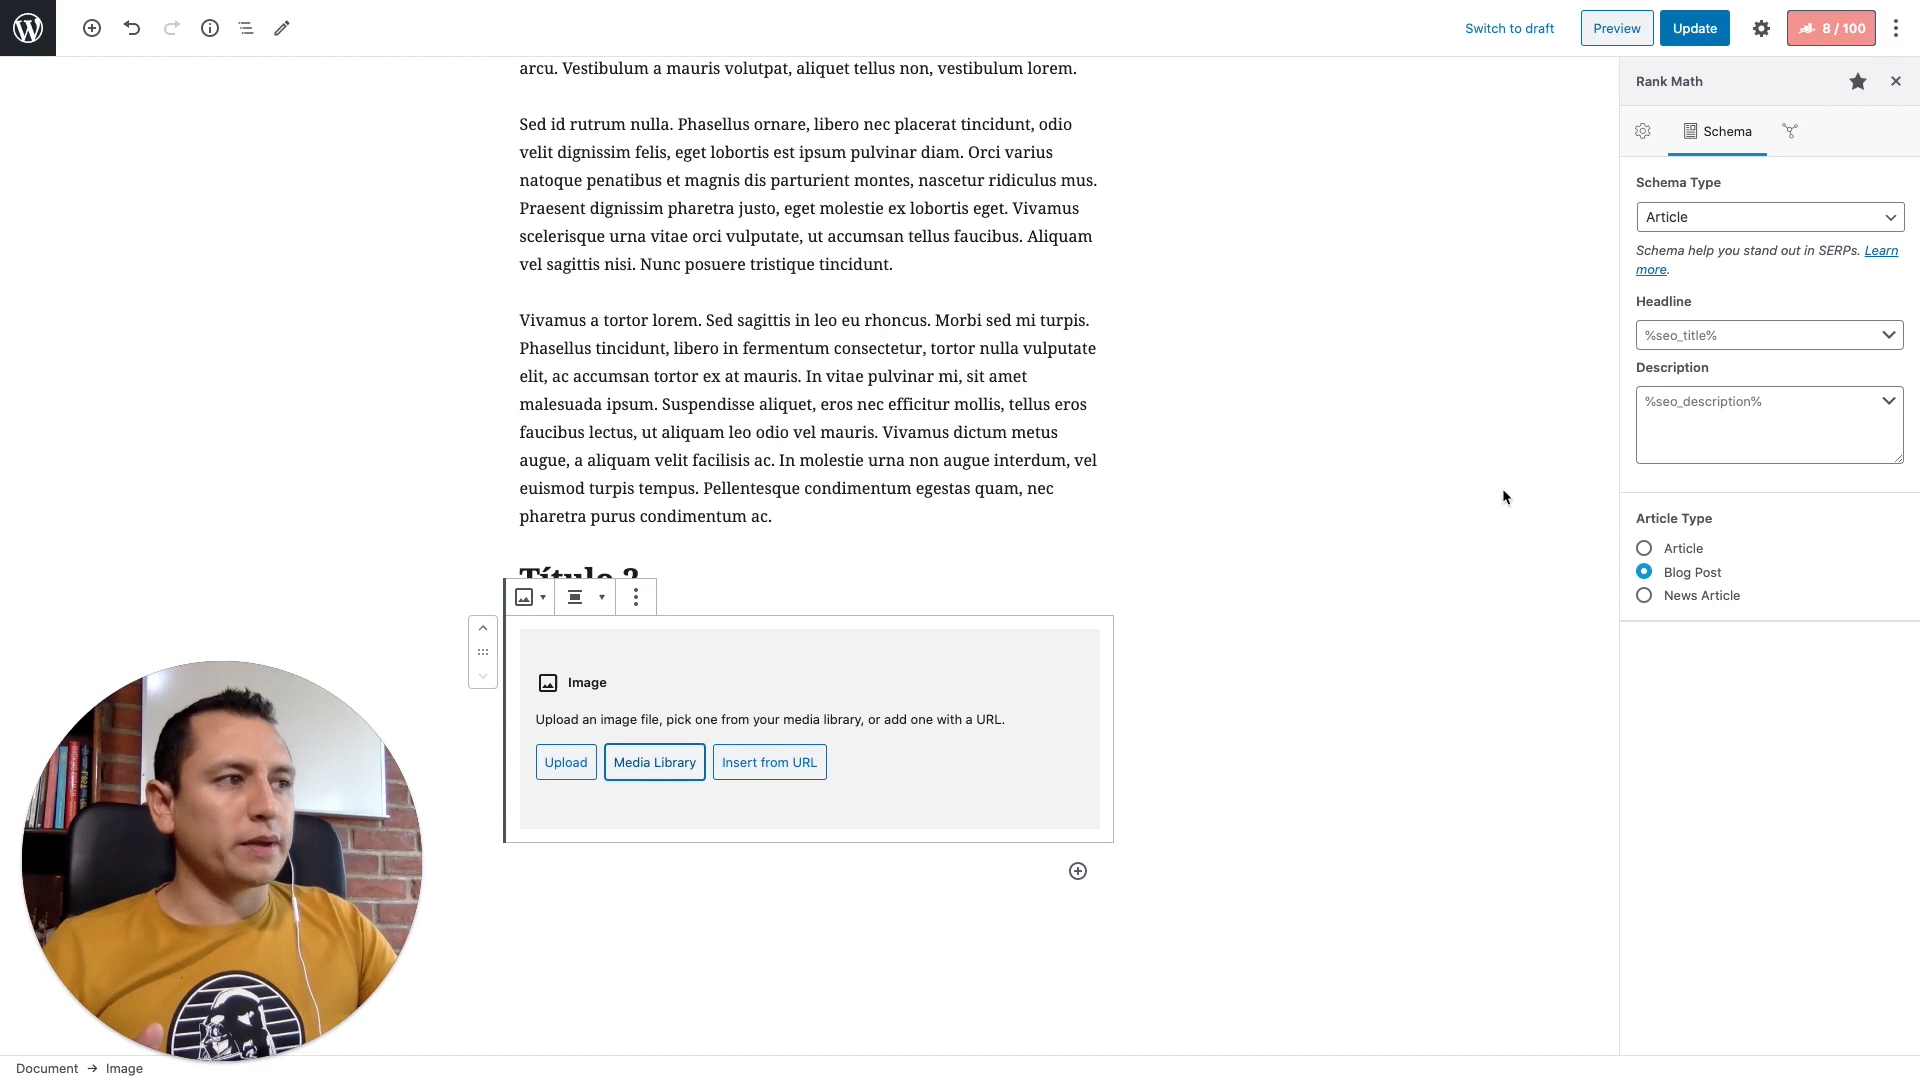 Switch to draft
Preview
Update
8 / 100
arcu. Vestibulum a mauris volutpat, aliquet tellus non, vestibulum lorem.
Sed id rutrum nulla. Phasellus ornare, libero nec placerat tincidunt, odio
velit dignissim felis, eget lobortis est ipsum pulvinar diam. Orci varius
natoque penatibus et magnis dis parturient montes, nascetur ridiculus mus.
Praesent dignissim pharetra justo, eget molestie ex lobortis eget. Vivamus
scelerisque urna vitae orci vulputate, ut accumsan tellus faucibus. Aliquam
vel sagittis nisi. Nunc posuere tristique tincidunt.
Vivamus a tortor lorem. Sed sagittis in leo eu rhoncus. Morbi sed mi turpis.
Phasellus tincidunt, libero in fermentum consectetur, tortor nulla vulputate
elit, ac accumsan tortor ex at mauris. In vitae pulvinar mi, sit amet
malesuada ipsum. Suspendisse aliquet, eros nec efficitur mollis, tellus eros
faucibus lectus, ut aliquam leo odio vel mauris. Vivamus dictum metus
augue, a aliquam velit facilisis ac. In molestie urna non augue interdum, vel
euismod turpis tempus. Pellentesque condimentum egestas quam, nec
pharetra purus condimentum ac.
Título 2
Image
Upload an image file, pick one from your media library, or add one with a URL.
Upload
Media Library
Insert from URL
Rank Math
Schema
Schema Type
Article
Schema help you stand out in SERPs. Learn
more.
Headline
%seo_title%
Description
%seo_description%
Article Type
Article
Blog Post
News Article
Document → Image